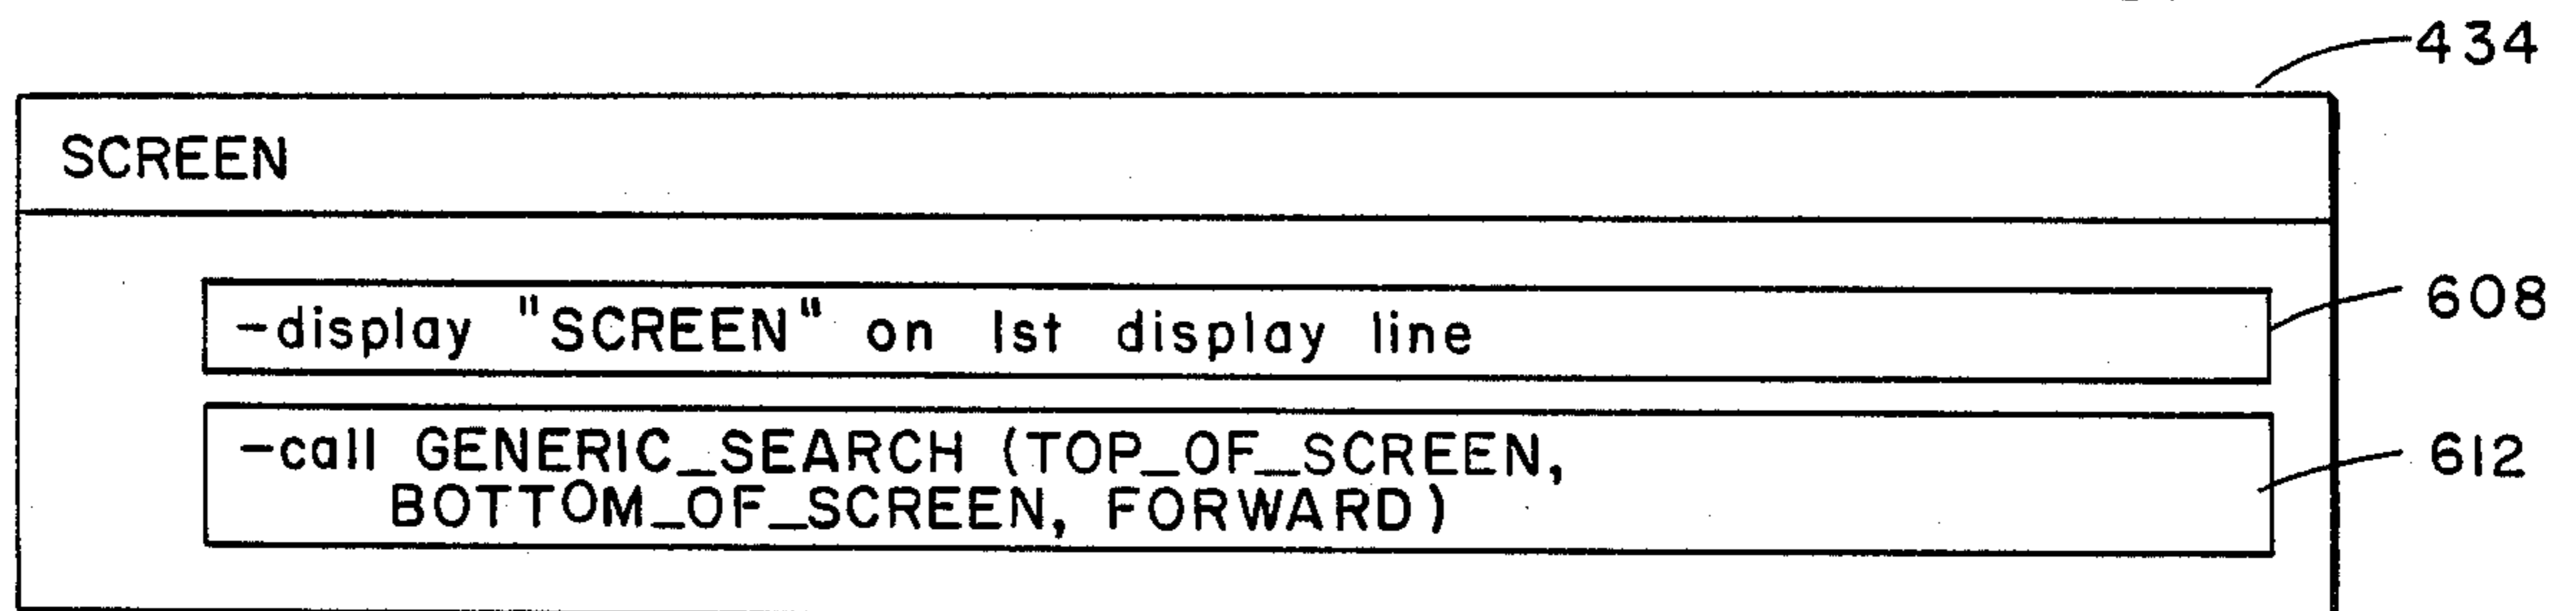 434
SCREEN
-display "SCREEN" on 1st display line
608
-call GENERIC_SEARCH (TOP_OF_SCREEN,
BOTTOM_OF_SCREEN, FORWARD)
612